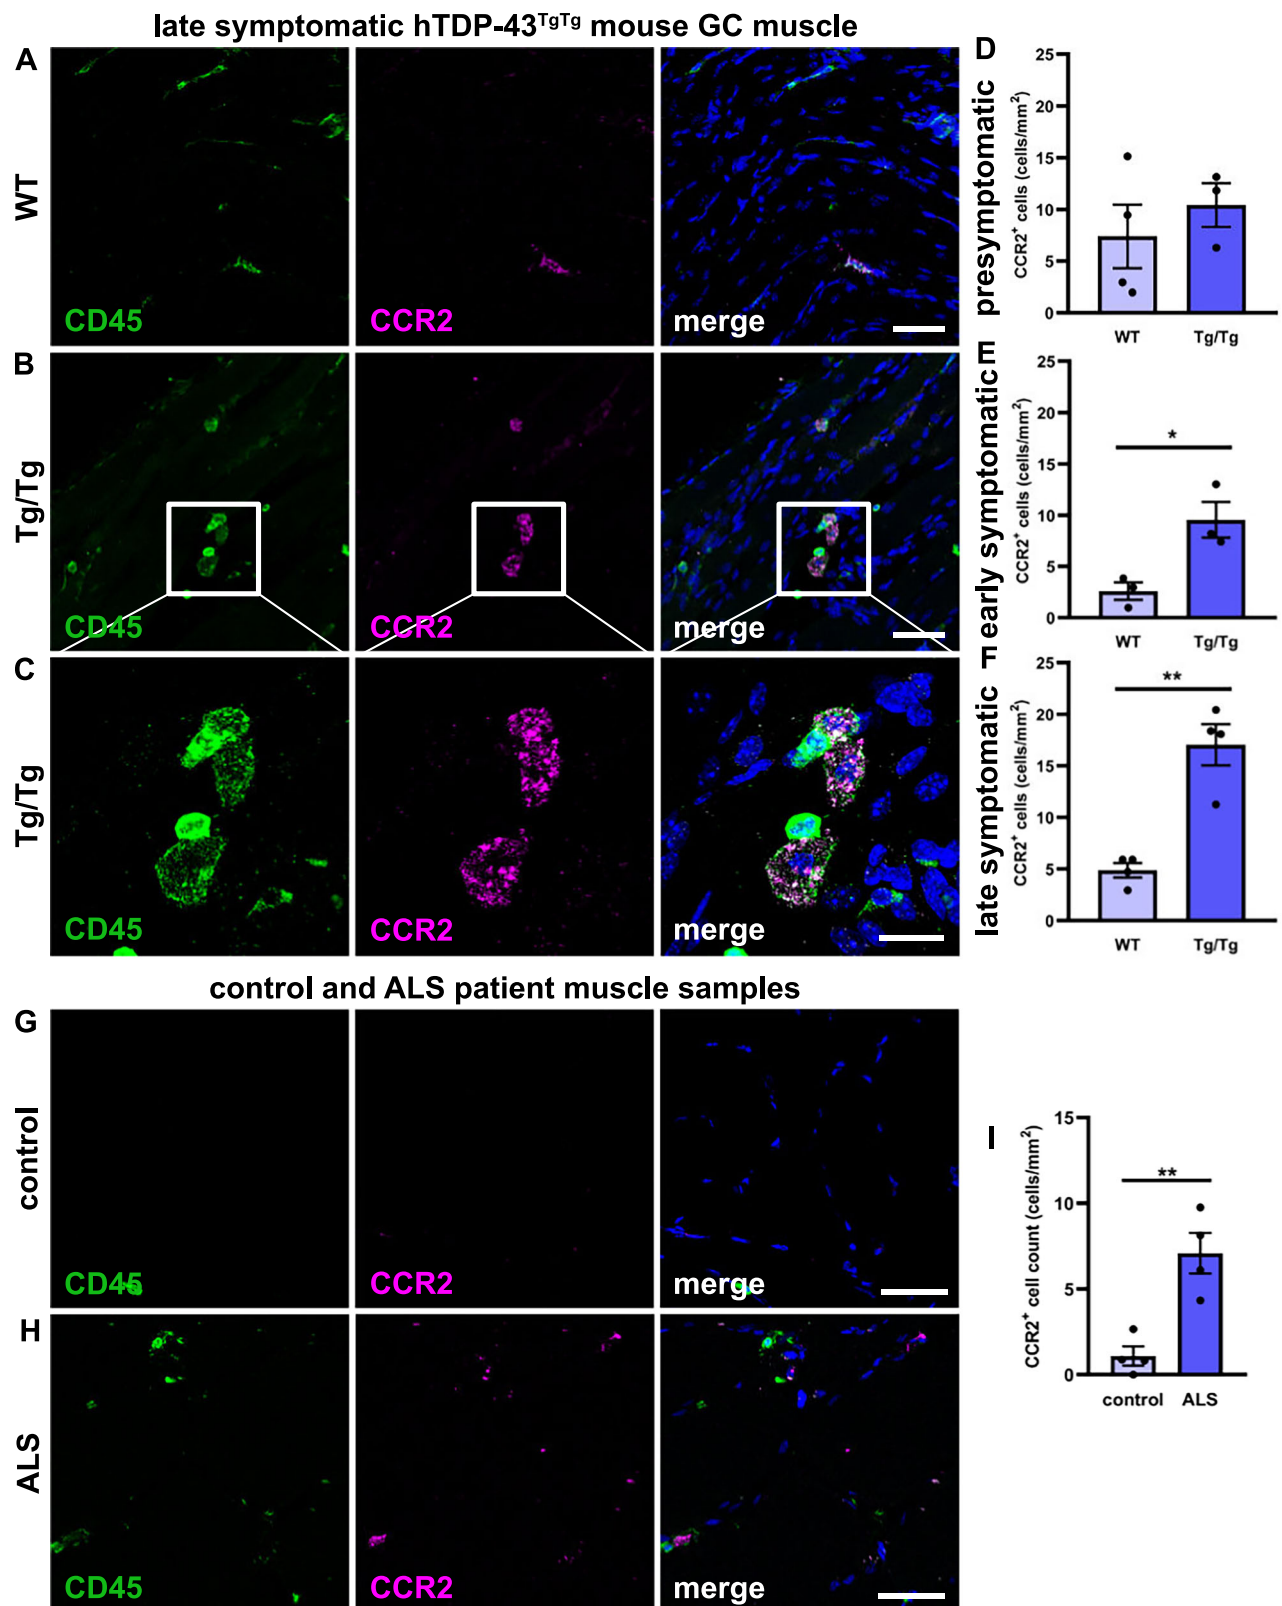 late symptomatic hTDP-43TgTg mouse GC muscle
A
WT
CD45
CCR2
merge
B
Tg/Tg
CD45
CCR2
merge
C
Tg/Tg
CD45
CCR2
merge
D
presymptomatic
CCR2+ cells (cells/mm2)
25
20
15
10
5
0
WT
Tg/Tg
E
early symptomatic
CCR2+ cells (cells/mm2)
25
20
15
10
5
0
*
WT
Tg/Tg
F
late symptomatic
CCR2+ cells (cells/mm2)
25
20
15
10
5
0
**
WT
Tg/Tg
control and ALS patient muscle samples
G
control
CD45
CCR2
merge
H
ALS
CD45
CCR2
merge
I
CCR2+ cell count (cells/mm2)
15
10
5
0
**
control
ALS